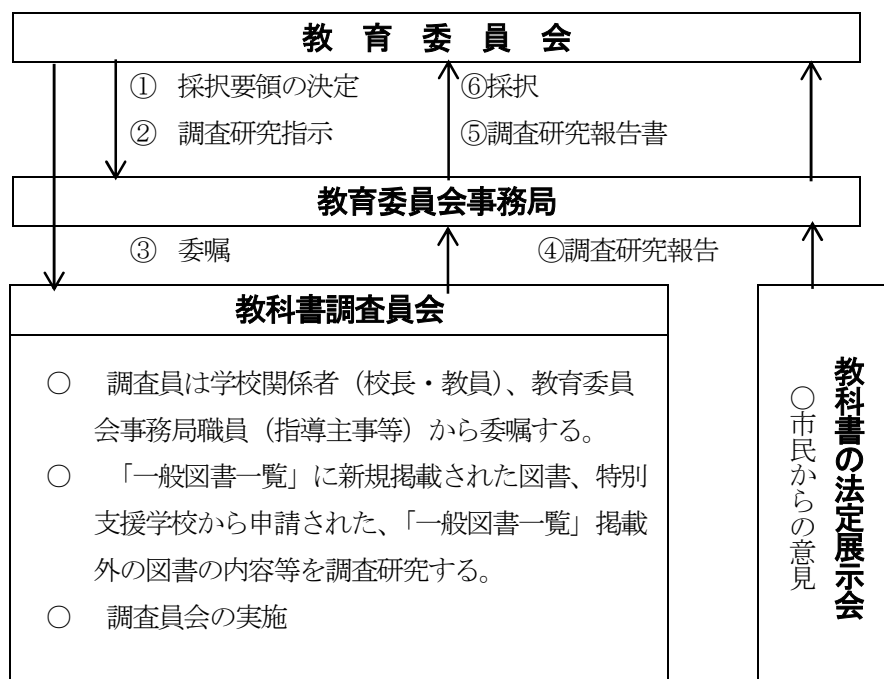 教 育 委 員 会
① 採択要領の決定
⑥採択
② 調査研究指示
⑤調査研究報告書
教育委員会事務局
③ 委嘱
④調査研究報告
教科書調査員会
○ 調査員は学校関係者（校長・教員）、教育委員
会事務局職員（指導主事等）から委嘱する。
○ 「一般図書一覧」に新規掲載された図書、特別
支援学校から申請された、「一般図書一覧」掲載
外の図書の内容等を調査研究する。
○ 調査員会の実施
教科書の法定展示会
○市民からの意見